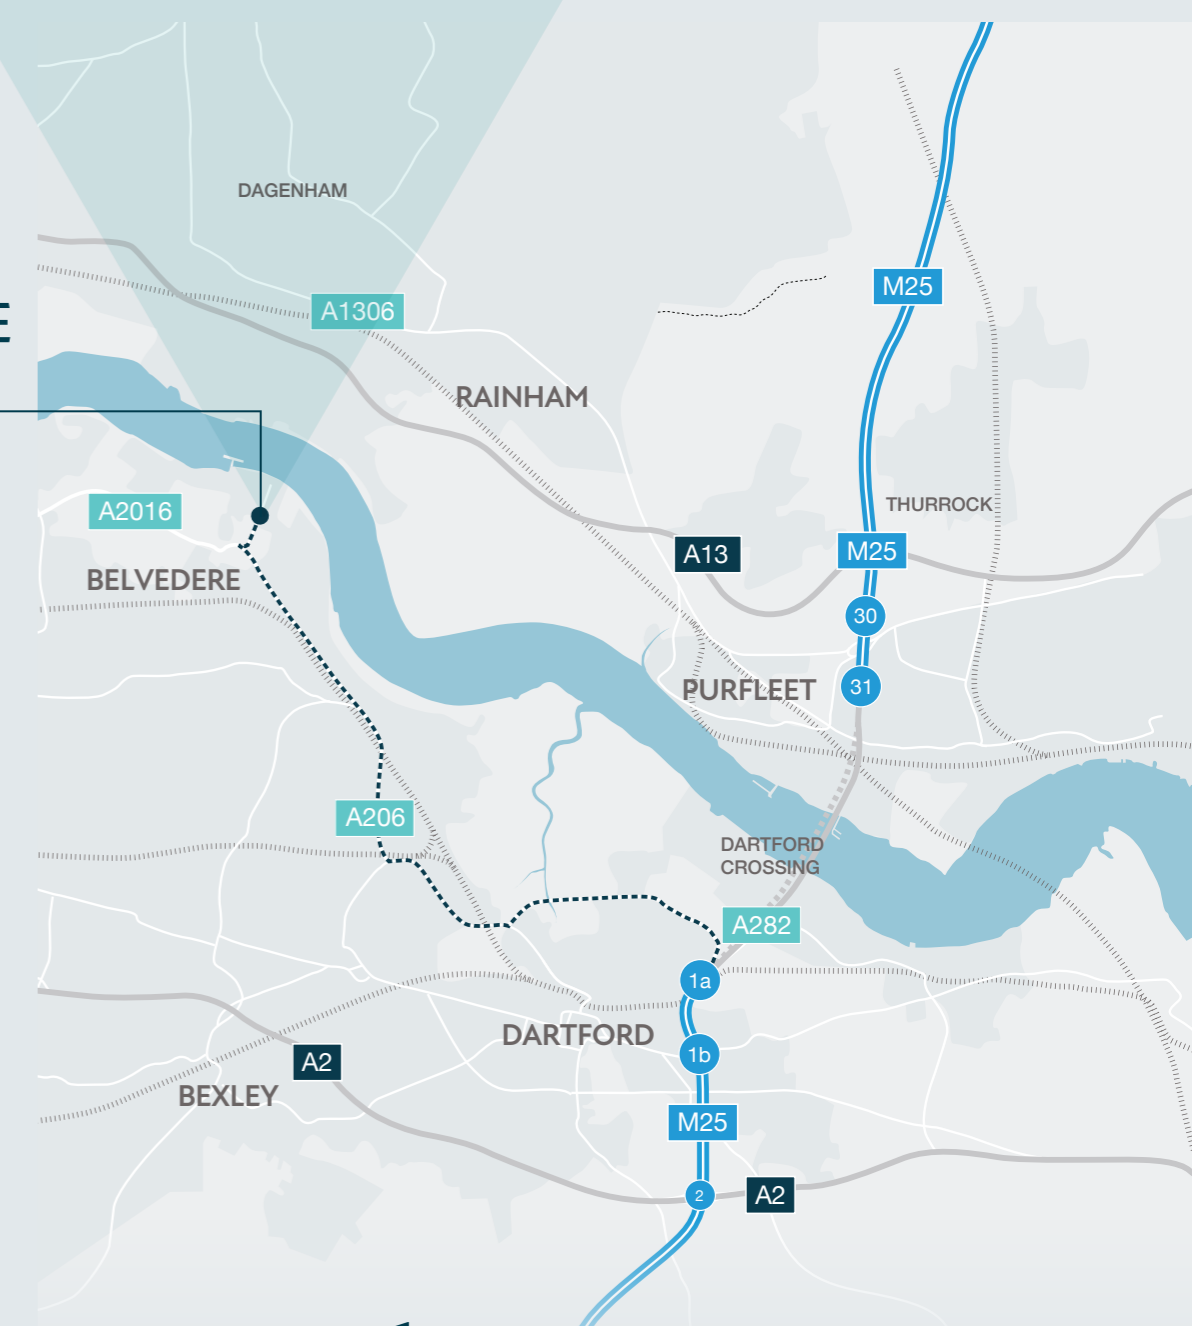 DAGENHAM
M25
E
A1306
RAINHAM
THURROCK
A2016
A13
M25
BELVEDERE
30
PURFLEET
31
A206
DARTFORD
CROSSING
A282
1a
DARTFORD
1b
A2
BEXLEY
M25
2
A2